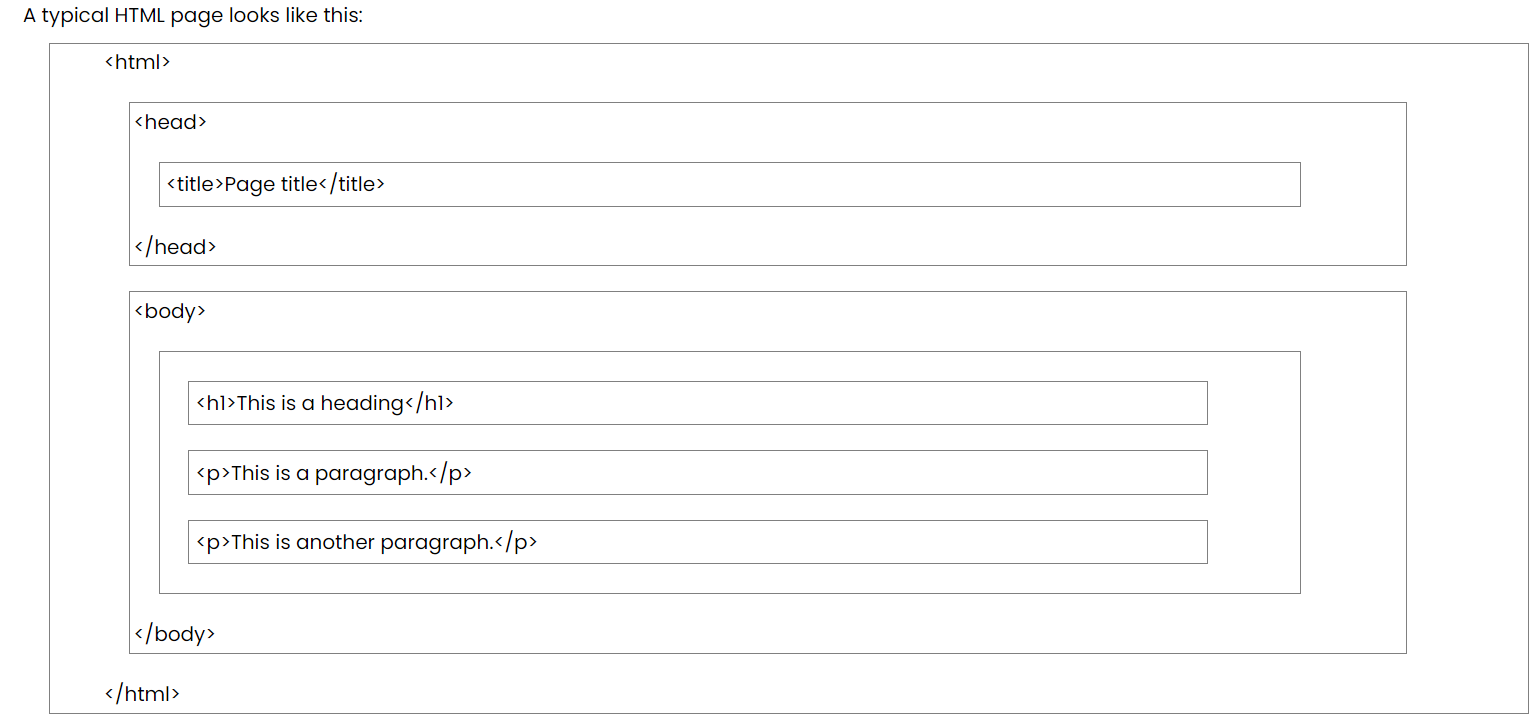 A typical HTML page looks like this:
<html>
<head>
<title>Page title</title>
</head>
<body>
<h1>This is a heading</h1>
<p>This is a paragraph.</p>
<p>This is another paragraph.</p>
</body>
</html>